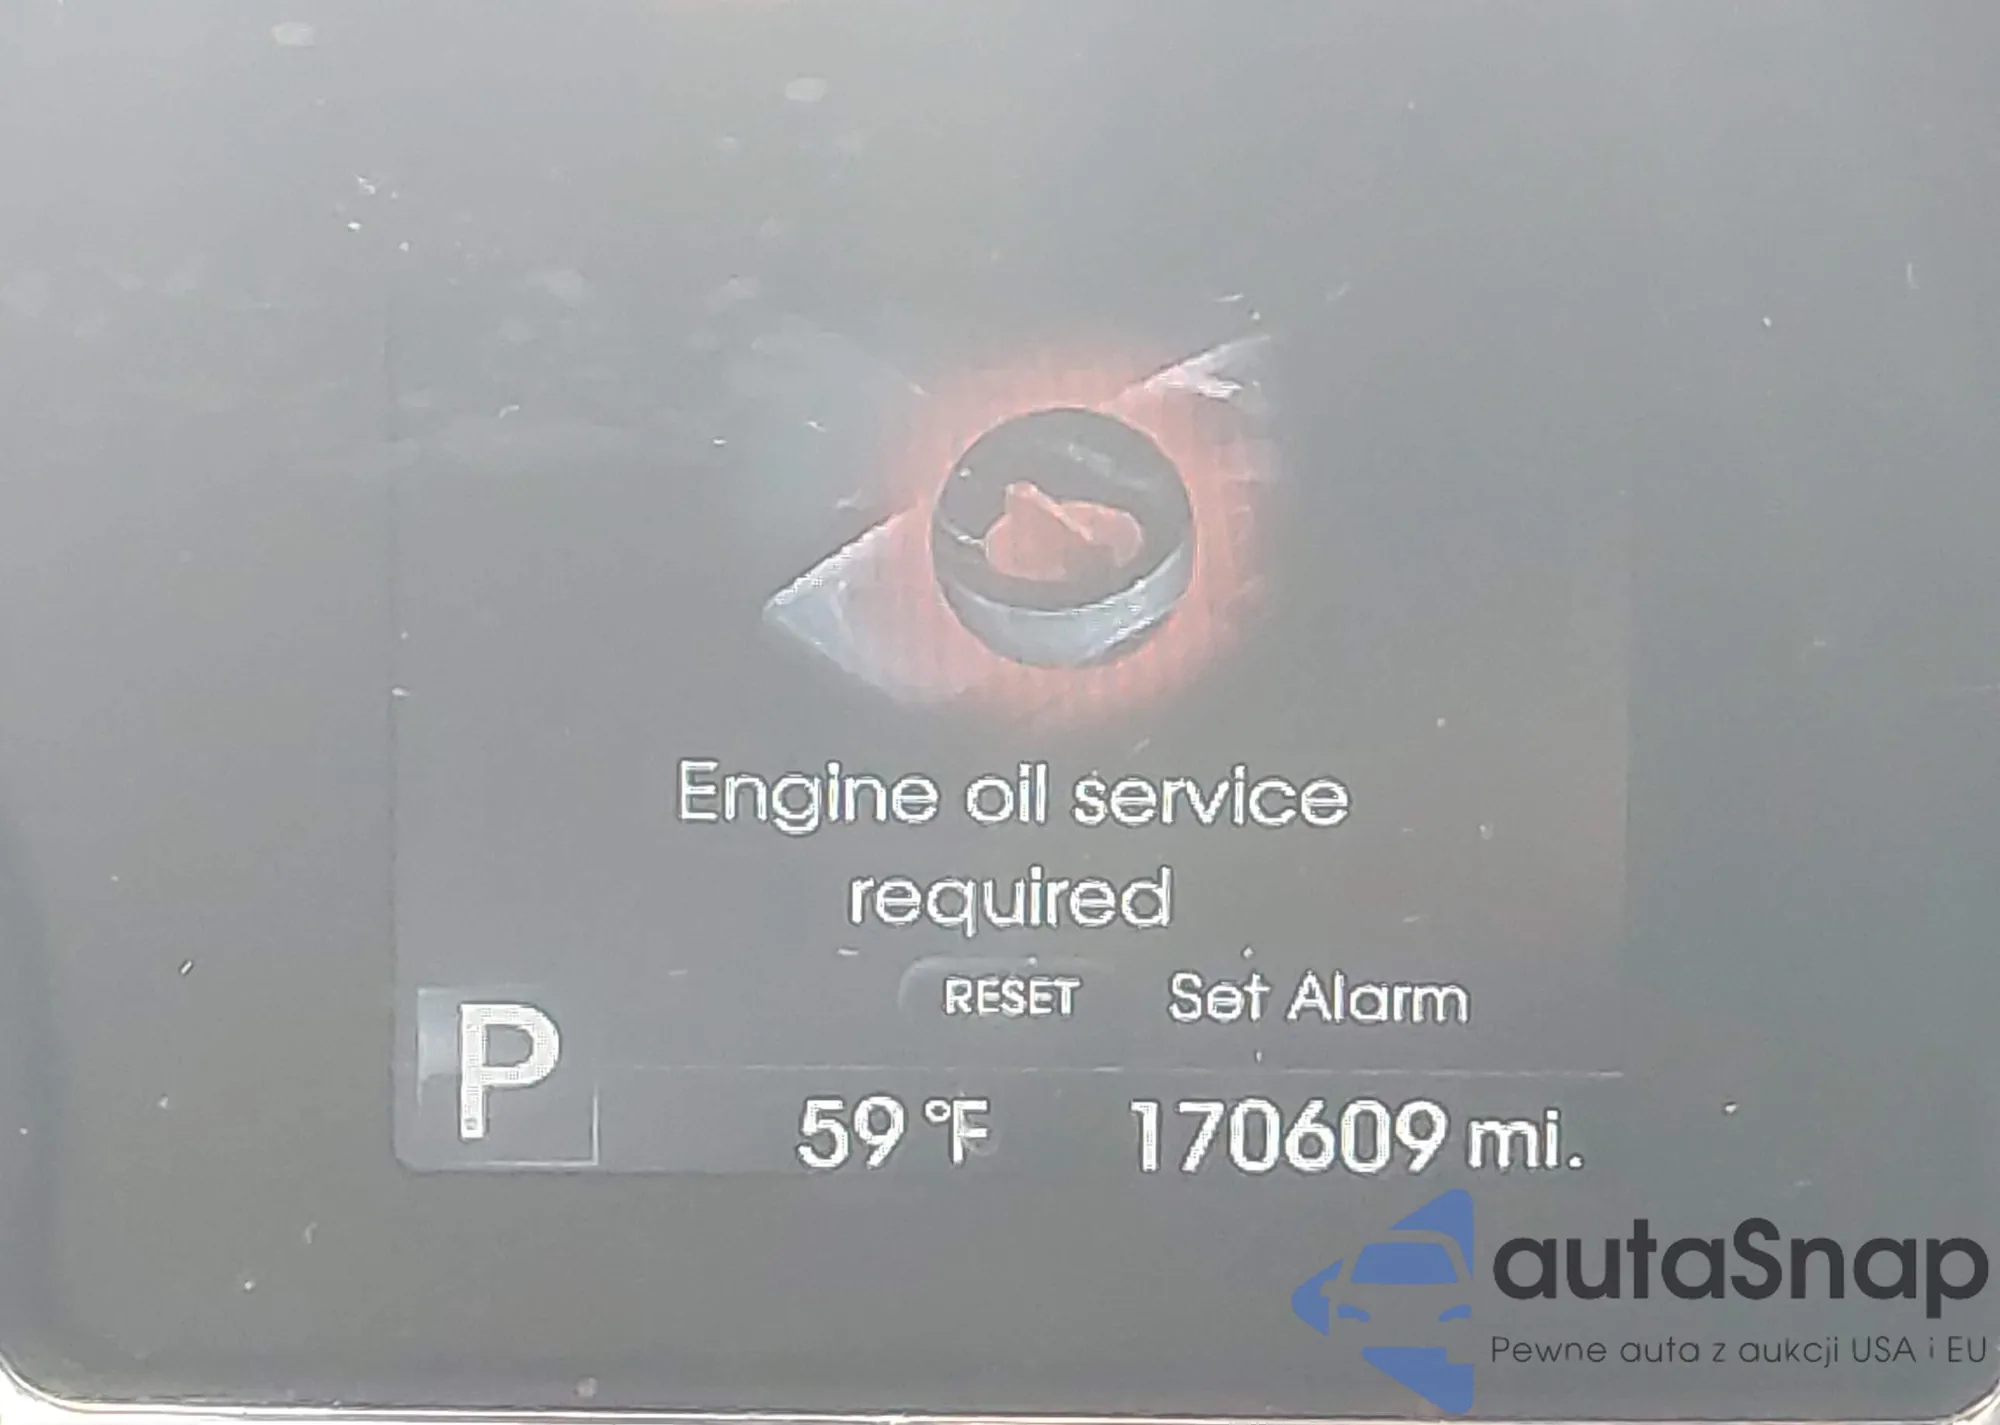 Engine oil service
required
RESET Set Alarm
P
59 °F 170609 mi.
autaSnap
Pewne auta z aukcji USA i EU